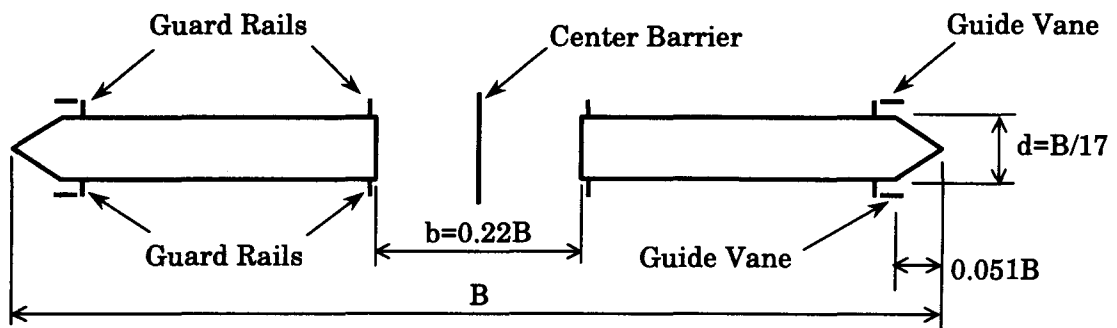 Guard Rails
Center Barrier
Guide Vane
d=B/17
b=0.22B
Guard Rails
Guide Vane
0.051B
B